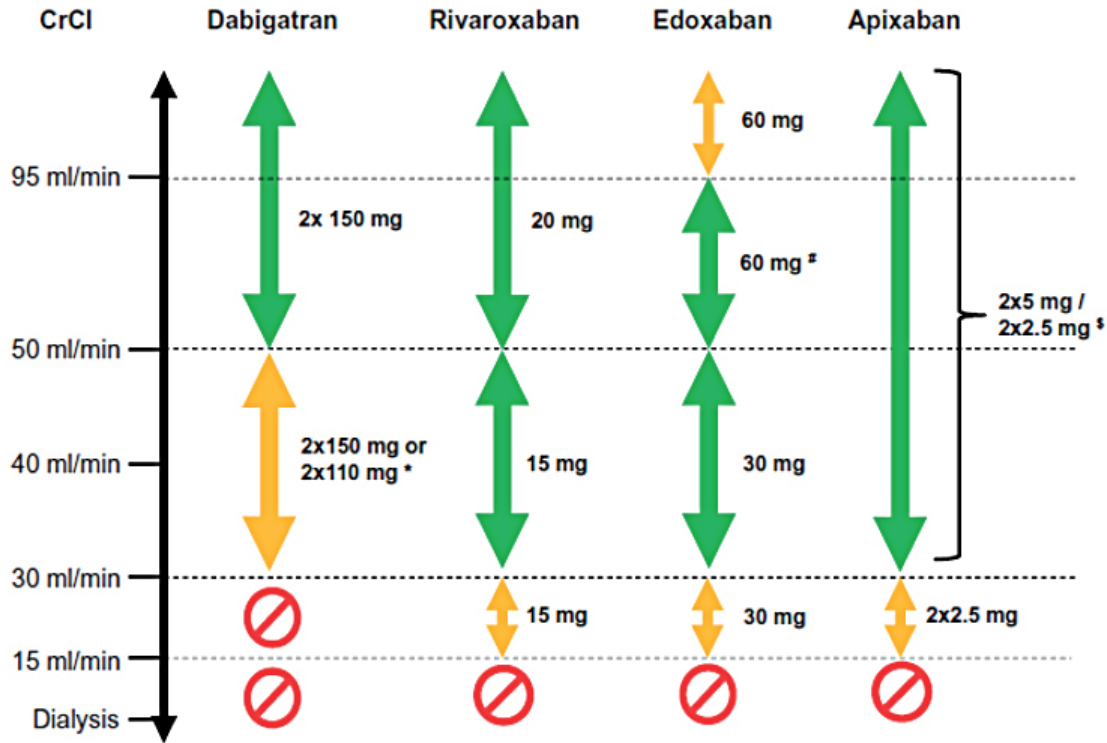 CrCl Dabigatran Rivaroxaban Edoxaban Apixaban
60 mg
95 ml/min
2x 150 mg 20 mg
60 mg #
2x5 mg /
2x2.5 mg $
50 ml/min
2x150 mg or
2x110 mg *
40 ml/min 15 mg 30 mg
30 ml/min
15 mg 30 mg 2x2.5 mg
15 ml/min
Dialysis